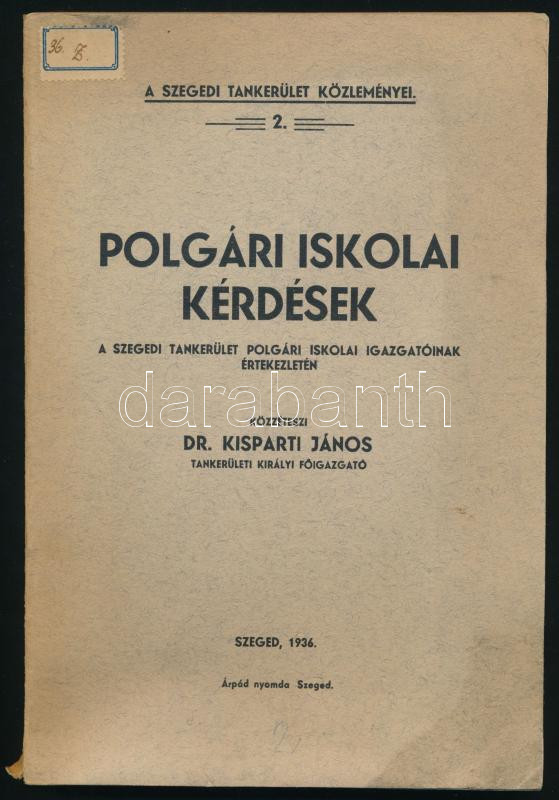 36. Z.
A SZEGEDI TANKERÜLET KÖZLEMÉNYEI.
2.
POLGÁRI ISKOLAI
KÉRDÉSEK
A SZEGEDI TANKERÜLET POLGÁRI ISKOLAI IGAZGATÓINAK
ÉRTEKEZLETÉN
darabanth
KÖZZÉTESZI
DR. KISPARTI JÁNOS
TANKERÜLETI KIRÁLYI FŐIGAZGATÓ
SZEGED, 1936.
Árpád nyomda Szeged.
2,